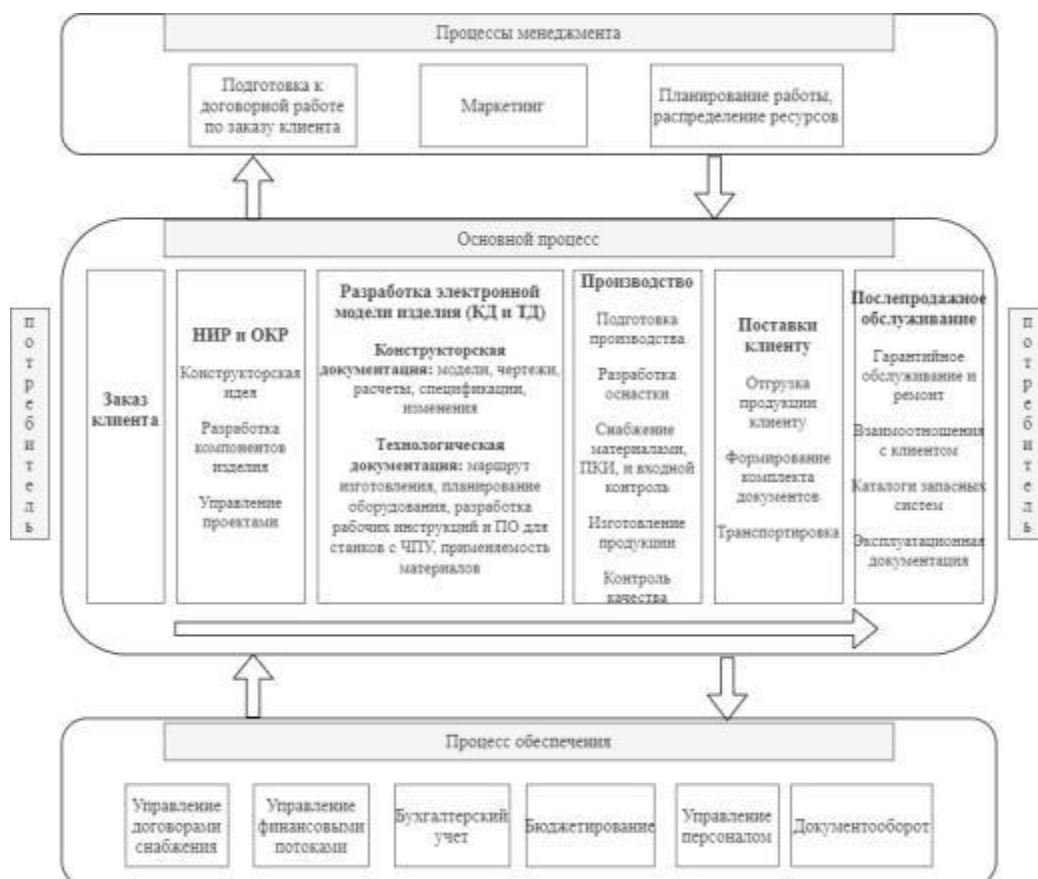 Процессы менеджмента
Подготовка к
договорной работе
по заказу клиента
Маркетинг
Планирование работы,
распределение ресурсов
Основной процесс
потребитель
Заказ
клиента
НИР и ОКР
Конструкторская
идея
Разработка
компонентов
изделия
Управление
проектами
Разработка электронной
модели изделия (КД и ТД)
Конструкторская
документация: модели, чертежи,
расчеты, спецификации,
изменения
Технологическая
документация: маршрут
изготовления, планирование
оборудования, разработка
рабочих инструкций и ПО для
станков с ЧПУ, применяемость
материалов
Производство
Подготовка
производства
Разработка
оснастки
Снабжение
материалами,
ПКИ, и входной
контроль
Изготовление
продукции
Контроль
качества
Поставки
клиенту
Отгрузка
продукции
клиенту
Формирование
комплекта
документов
Транспортировка
Послепродажное
обслуживание
Гарантийное
обслуживание и
ремонт
Взаимоотношения
с клиентом
Каталоги запасных
систем
Эксплуатационная
документация
потребитель
Процесс обеспечения
Управление
договорами
снабжения
Управление
финансовыми
потоками
Бухгалтерский
учет
Бюджетирование
Управление
персоналом
Документооборот